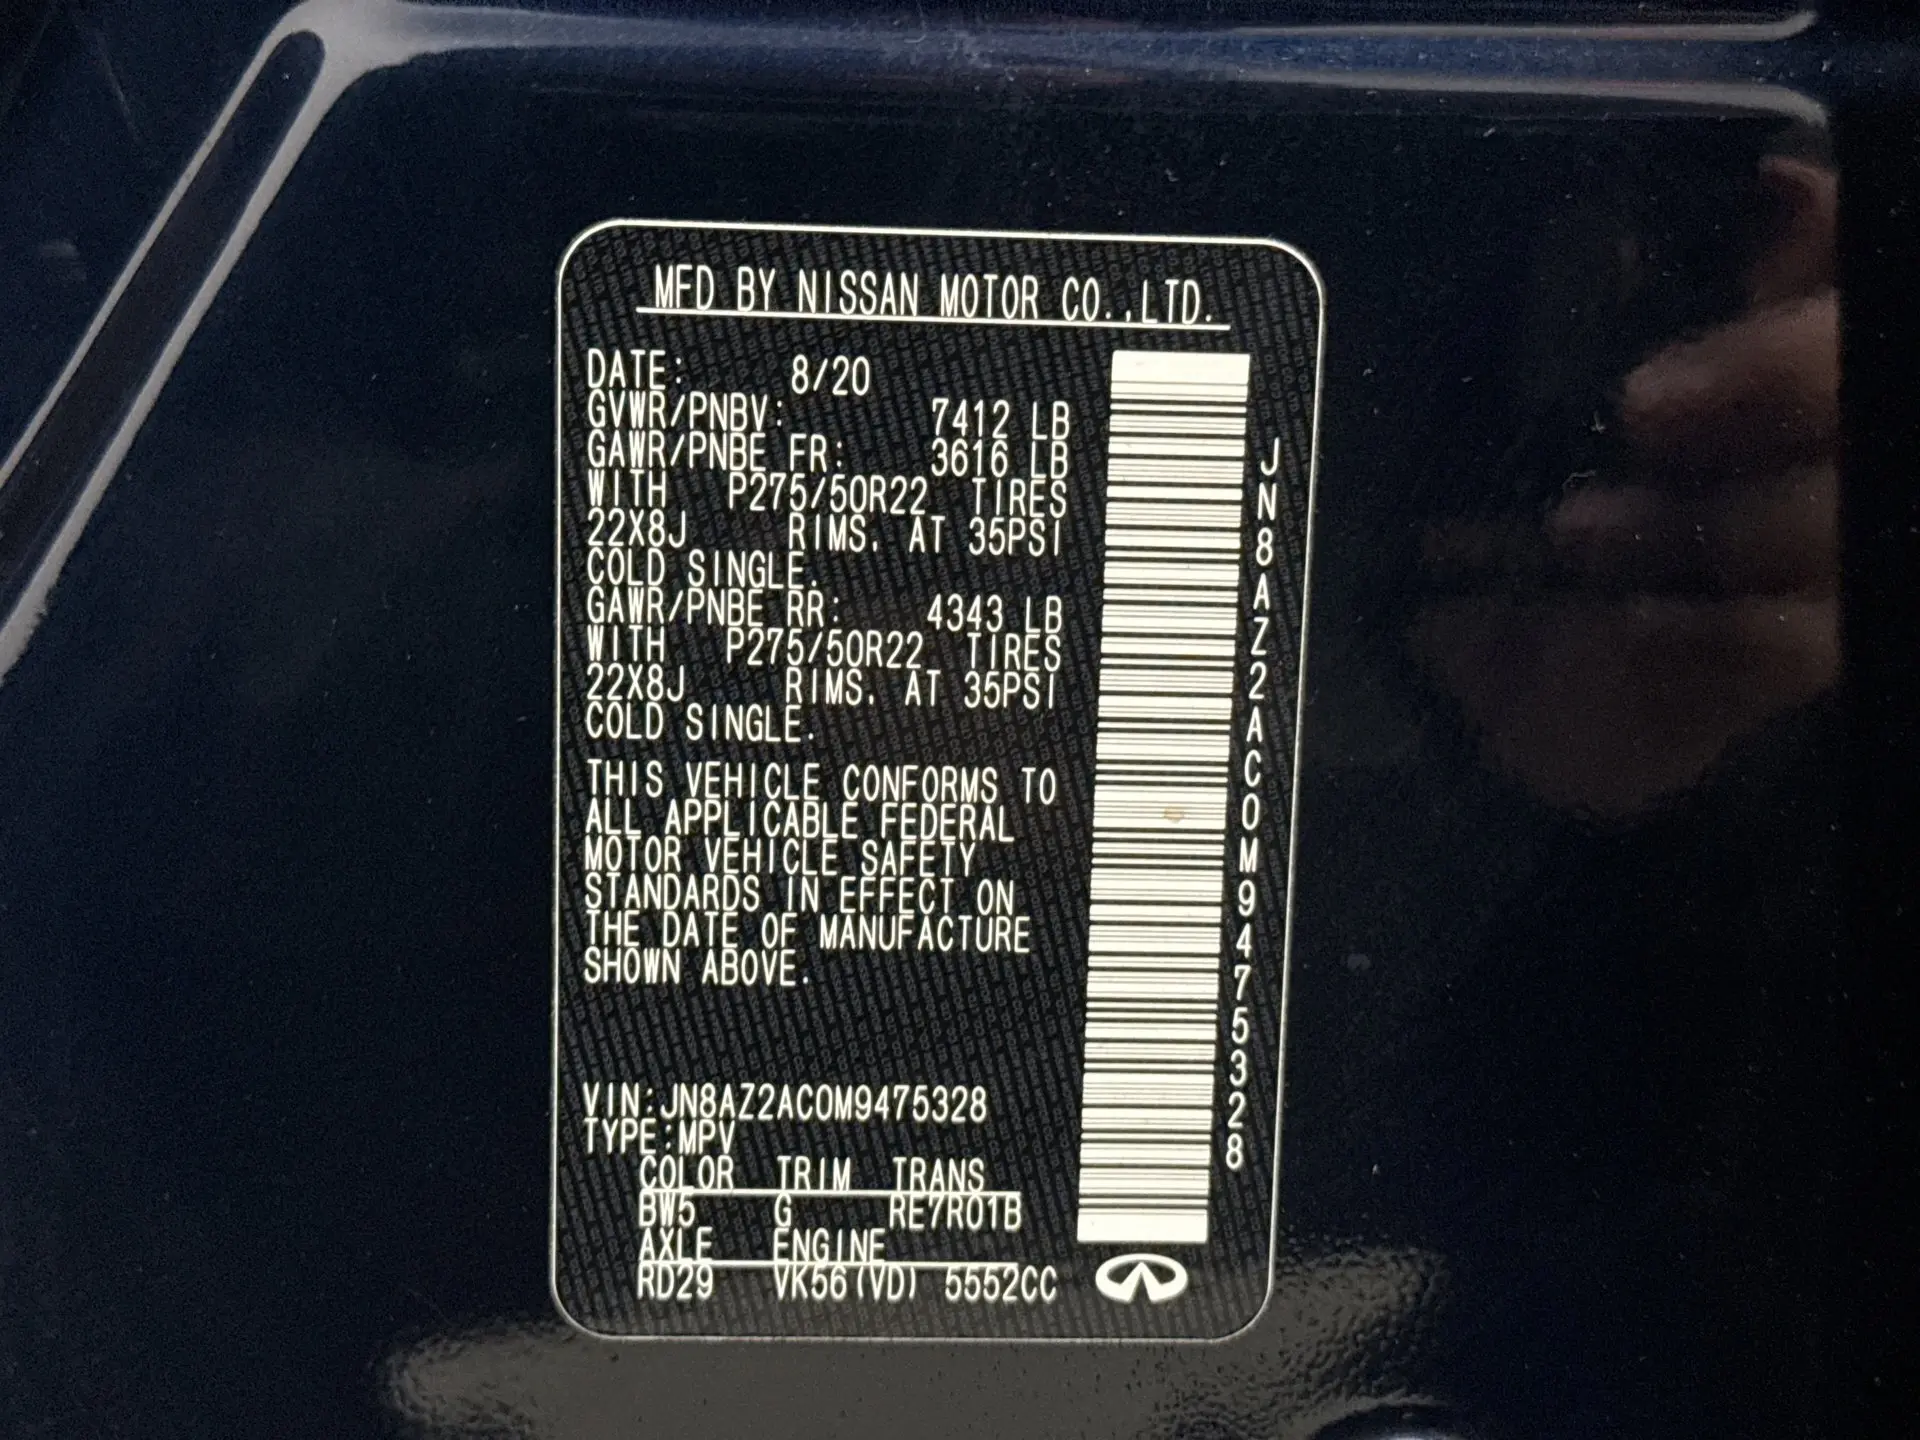 MFD BY NISSAN MOTOR CO.,LTD.
DATE: 8/20
GVWR/PNBV: 7412 LB
GAWR/PNBE FR: 3616 LB
WITH P275/50R22 TIRES
22X8J RIMS. AT 35PSI
COLD SINGLE.
GAWR/PNBE RR: 4343 LB
WITH P275/50R22 TIRES
22X8J RIMS. AT 35PSI
COLD SINGLE.
THIS VEHICLE CONFORMS TO
ALL APPLICABLE FEDERAL
MOTOR VEHICLE SAFETY
STANDARDS IN EFFECT ON
THE DATE OF MANUFACTURE
SHOWN ABOVE.
VIN:JN8AZ2AC0M9475328
TYPE:MPV
COLOR TRIM TRANS
BW5 G RE7R01B
AXLE ENGINE
RD29 VK56(VD) 5552CC
JN8AZ2AC0M9475328